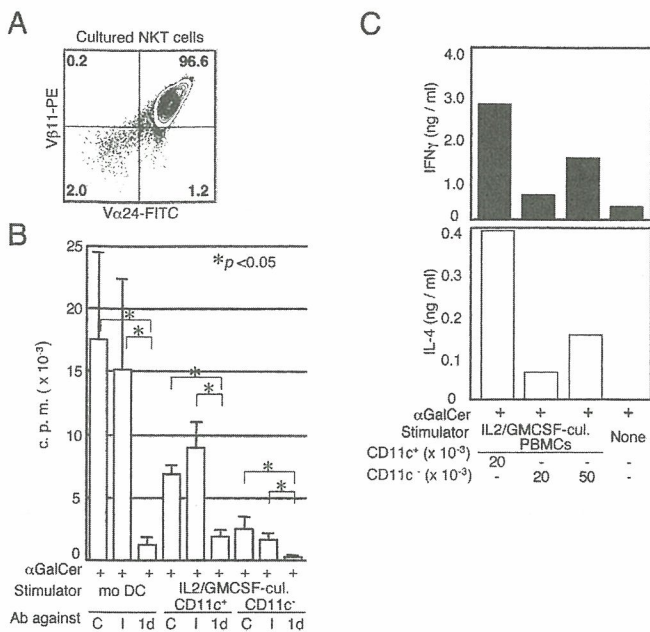 A
Cultured NKT cells
0.2 96.6
Vβ11-PE
2.0 1.2
Vα24-FITC
B
*p<0.05
25
20
15
10
5
0
c. p. m. ( x 10-3)
* * * * * *
αGalCer + + + + + + + + +
Stimulator mo DC IL2/GMCSF-cul.
CD11c+ CD11c-
Ab against C I 1d C I 1d C I 1d
C
4.0
3.0
2.0
1.0
0
IFNγ (ng / ml)
0.4
0.3
0.2
0.1
0
IL-4 (ng / ml)
αGalCer + + + +
Stimulator IL2/GMCSF-cul. None
PBMCs
CD11c+ (x 10-3) 20 - - -
CD11c - (x 10-3) - 20 50 -